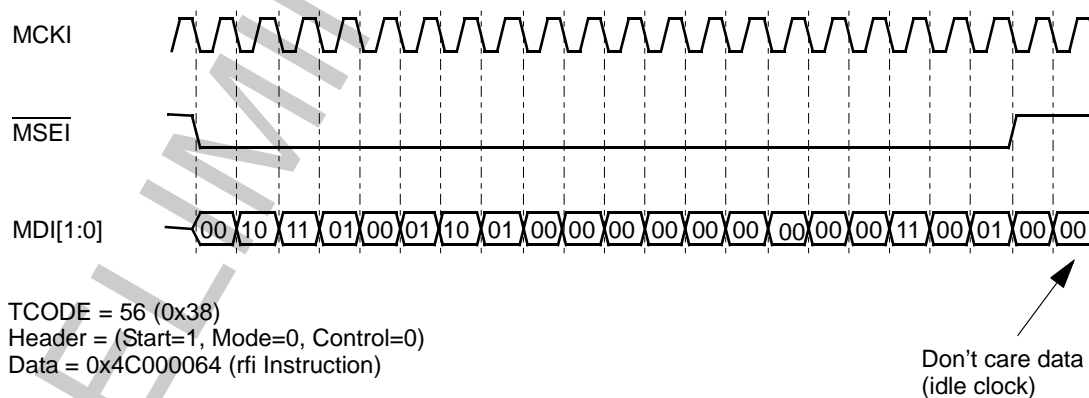 MCKI
MSEI
MDI[1:0] 00 10 11 01 00 01 10 01 00 00 00 00 00 00 00 00 00 11 00 01 00 00
TCODE = 56 (0x38)
Header = (Start=1, Mode=0, Control=0)
Data = 0x4C000064 (rfi Instruction)
Don't care data
(idle clock)